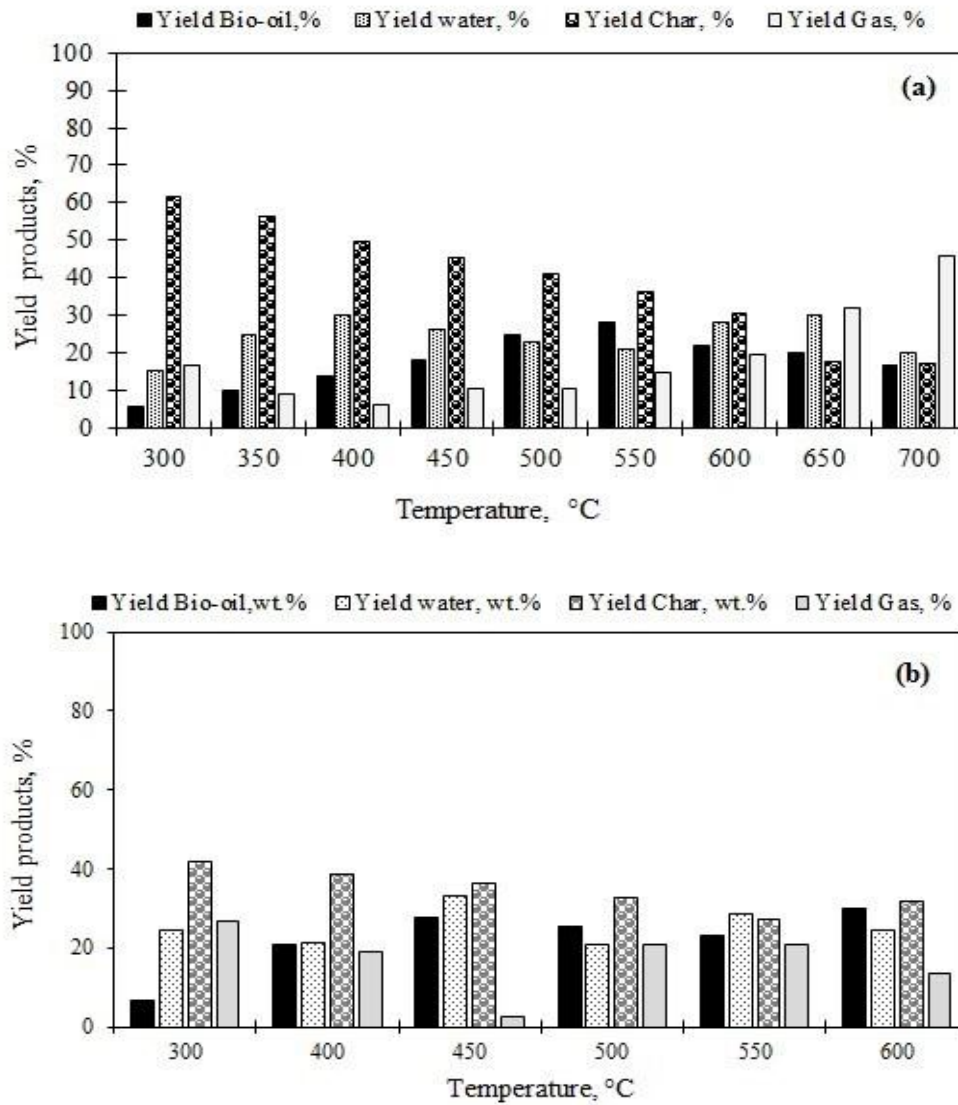 Yield Bio-oil,% Yield water, % Yield Char, % Yield Gas, %
(a)
100
90
80
70
60
50
40
30
20
10
0
Yield products, %
300 350 400 450 500 550 600 650 700
Temperature, °C
Yield Bio-oil,wt.% Yield water, wt.% Yield Char, wt.% Yield Gas, %
(b)
100
80
60
40
20
0
Yield products, %
300 400 450 500 550 600
Temperature, °C